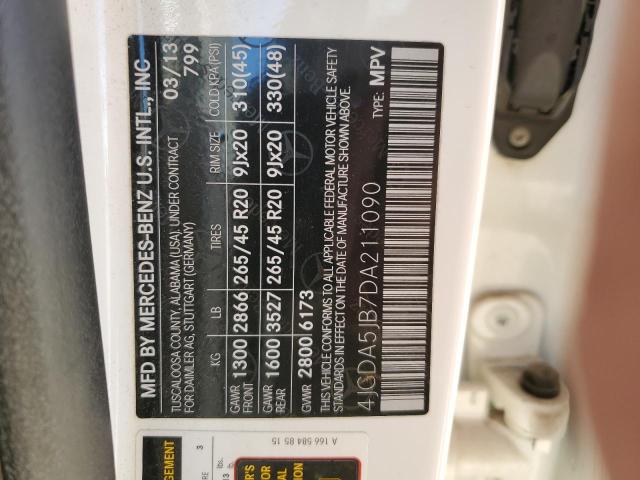 MFD BY MERCEDES-BENZ U.S. INTL., INC
TUSCALOOSA COUNTY, ALABAMA (USA), UNDER CONTRACT 03/13
FOR DAIMLER AG, STUTTGART (GERMANY) 799
KG LB TIRES RIM SIZE COLD KPA (PSI)
GAWR FRONT 1300 2866 265/45 R20 9Jx20 310(45)
GAWR REAR 1600 3527 265/45 R20 9Jx20 330(48)
GVWR 2800 6173
THIS VEHICLE CONFORMS TO ALL APPLICABLE FEDERAL MOTOR VEHICLE SAFETY
STANDARDS IN EFFECT ON THE DATE OF MANUFACTURE SHOWN ABOVE.
4JGDA5JB7DA211090 TYPE: MPV
A 166 584 85 15
3
lbs.